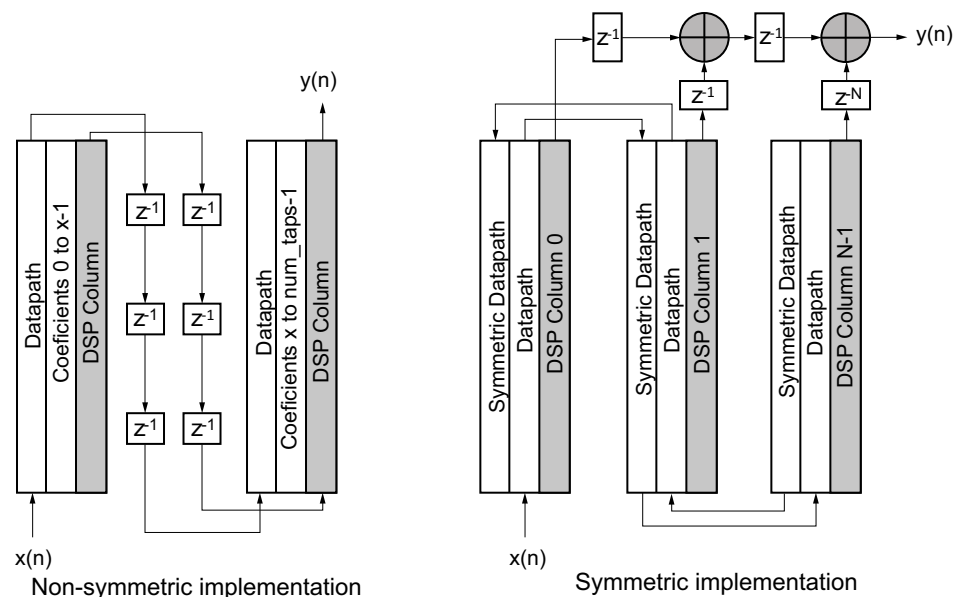 y(n)
Datapath
Coeficients 0 to x-1
DSP Column
z-1
z-1
z-1
z-1
z-1
z-1
Datapath
Coeficients x to num_taps-1
DSP Column
x(n)
Non-symmetric implementation
z-1
z-1
y(n)
z-1
z-N
Symmetric Datapath
Datapath
DSP Column 0
Symmetric Datapath
Datapath
DSP Column 1
Symmetric Datapath
Datapath
DSP Column N-1
x(n)
Symmetric implementation